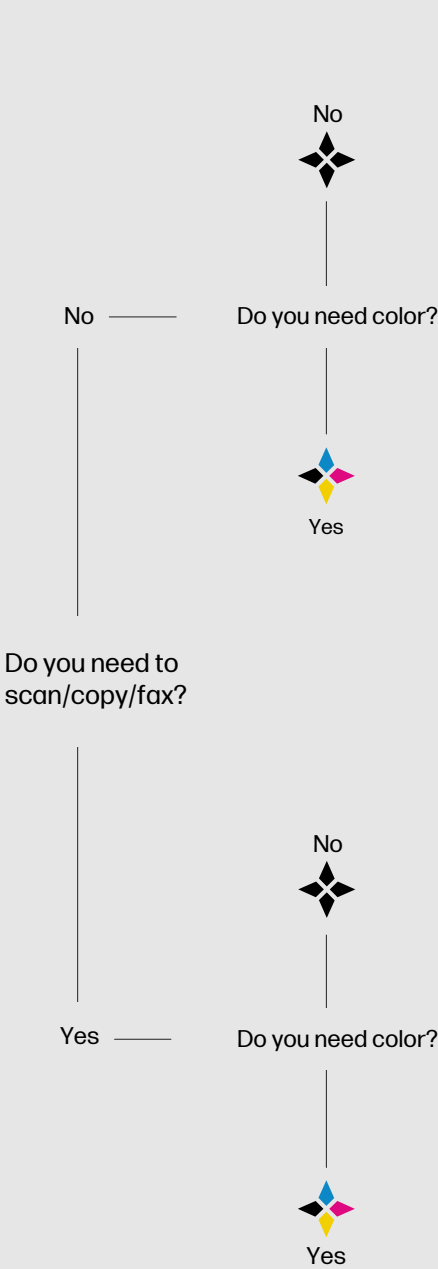 No
No
Do you need color?
Yes
Do you need to
scan/copy/fax?
No
Yes
Do you need color?
Yes